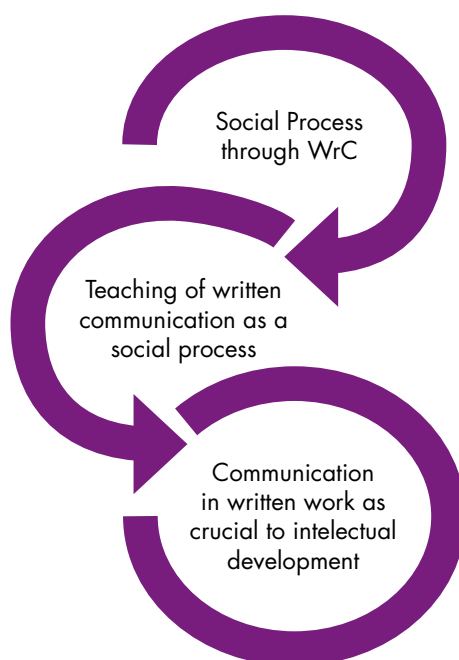 Social Process
through WrC
Teaching of written
communication as a
social process
Communication
in written work as
crucial to intelectual
development